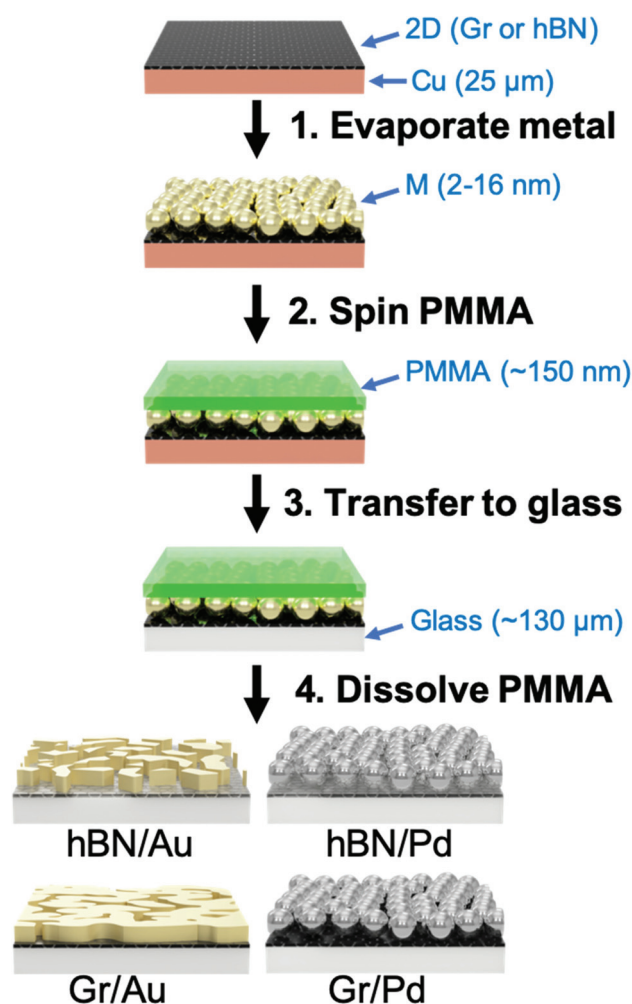 2D (Gr or hBN)
Cu (25 µm)
1. Evaporate metal
M (2-16 nm)
2. Spin PMMA
PMMA (~150 nm)
3. Transfer to glass
Glass (~130 µm)
4. Dissolve PMMA
hBN/Au
hBN/Pd
Gr/Au
Gr/Pd